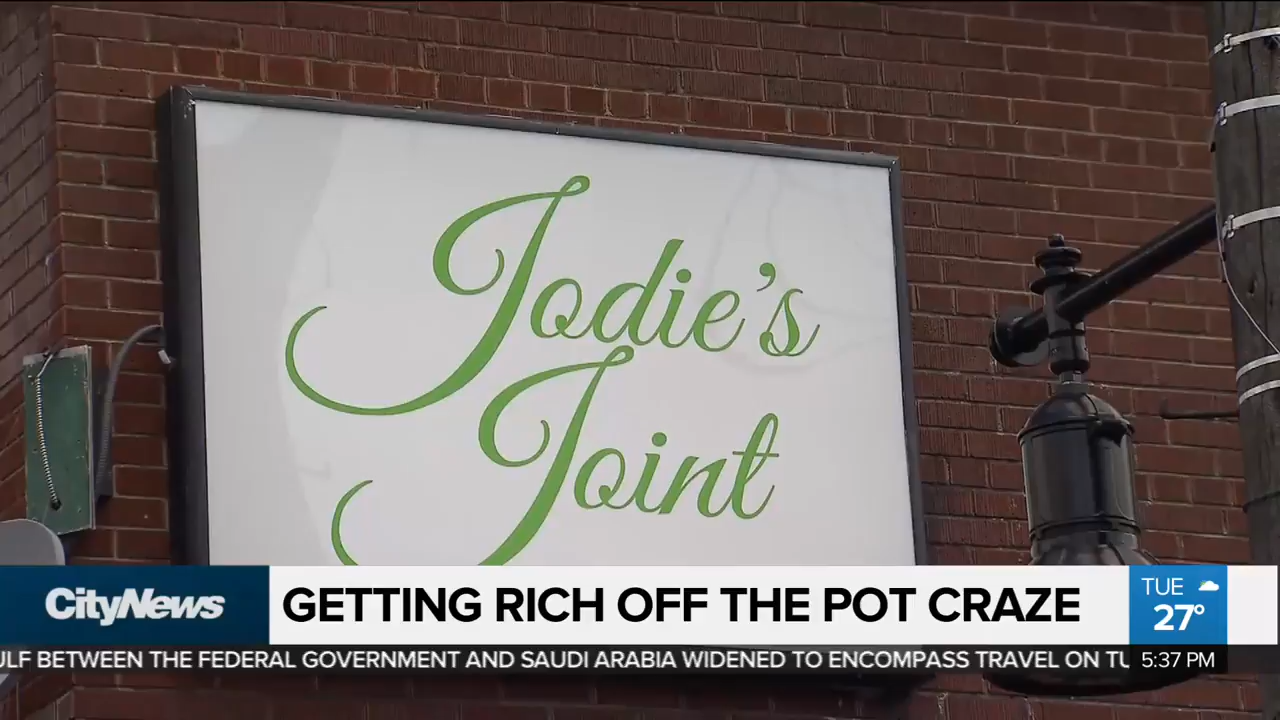 Jodie's
Joint
CityNews
GETTING RICH OFF THE POT CRAZE
TUE
27°
BETWEEN THE FEDERAL GOVERNMENT AND SAUDI ARABIA WIDENED TO ENCOMPASS TRAVEL ON
5:37 PM